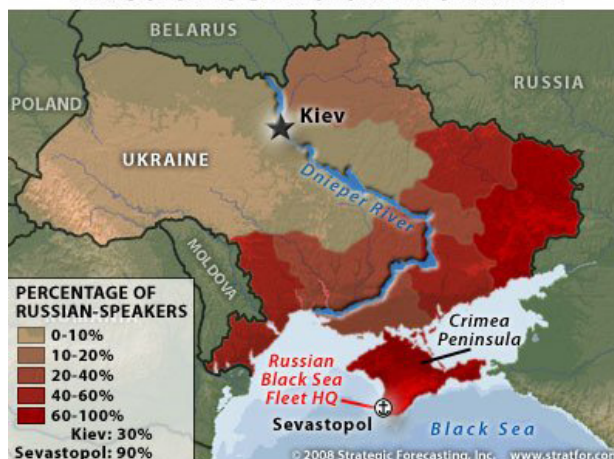 BELARUS
RUSSIA
POLAND
Kiev
UKRAINE
Dnieper River
MOLDOVA
PERCENTAGE OF
RUSSIAN-SPEAKERS
0-10%
10-20%
20-40%
40-60%
60-100%
Kiev: 30%
Sevastopol: 90%
Crimea
Peninsula
Russian
Black Sea
Fleet HQ
Sevastopol
Black Sea
© 2008 Strategic Forecasting, Inc. www.stratfor.com